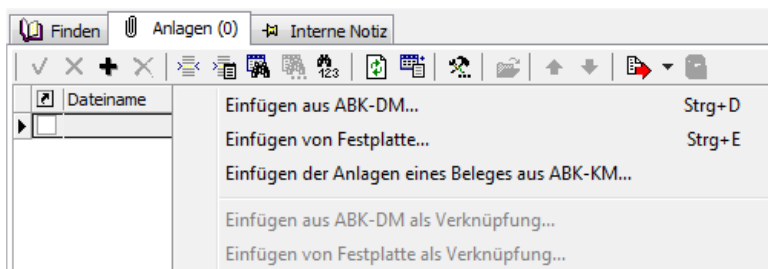 Finden Anlagen (0) Interne Notiz
123
Dateiname
Einfügen aus ABK-DM... Strg+D
Einfügen von Festplatte... Strg+E
Einfügen der Anlagen eines Beleges aus ABK-KM...
Einfügen aus ABK-DM als Verknüpfung...
Einfügen von Festplatte als Verknüpfung...